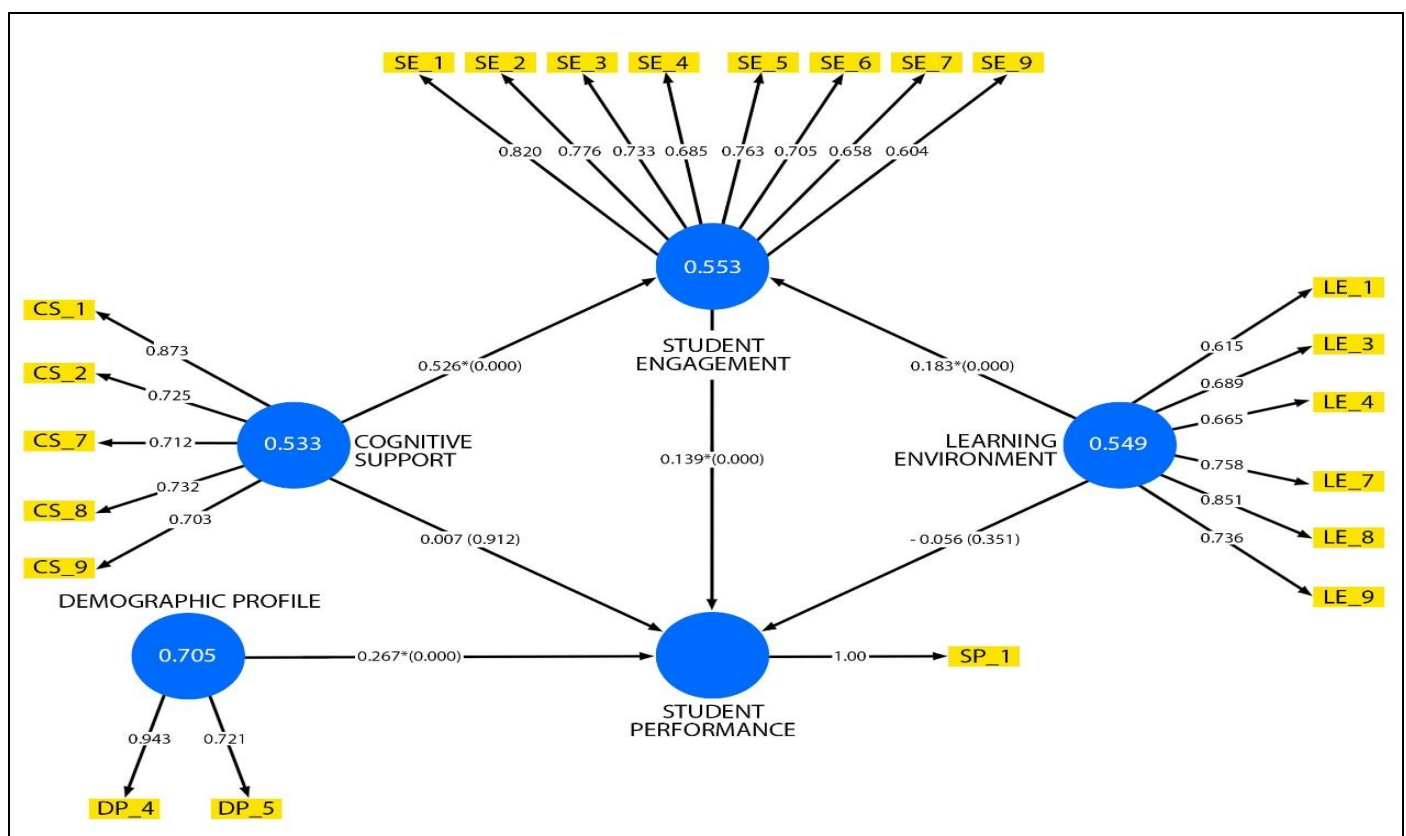 SE_1 SE_2 SE_3 SE_4 SE_5 SE_6 SE_7 SE_9
0.820 0.776 0.733 0.685 0.763 0.705 0.658 0.604
0.553
STUDENT
ENGAGEMENT
CS_1
CS_2
CS_7
CS_8
CS_9
0.873
0.725
0.712
0.732
0.703
0.533
COGNITIVE
SUPPORT
0.526*(0.000)
0.183*(0.000)
0.139*(0.000)
0.007 (0.912)
- 0.056 (0.351)
LEARNING
ENVIRONMENT
0.549
0.615
0.689
0.665
0.758
0.851
0.736
LE_1
LE_3
LE_4
LE_7
LE_8
LE_9
DEMOGRAPHIC PROFILE
0.705
0.267*(0.000)
1.00
SP_1
STUDENT
PERFORMANCE
0.943 0.721
DP_4 DP_5